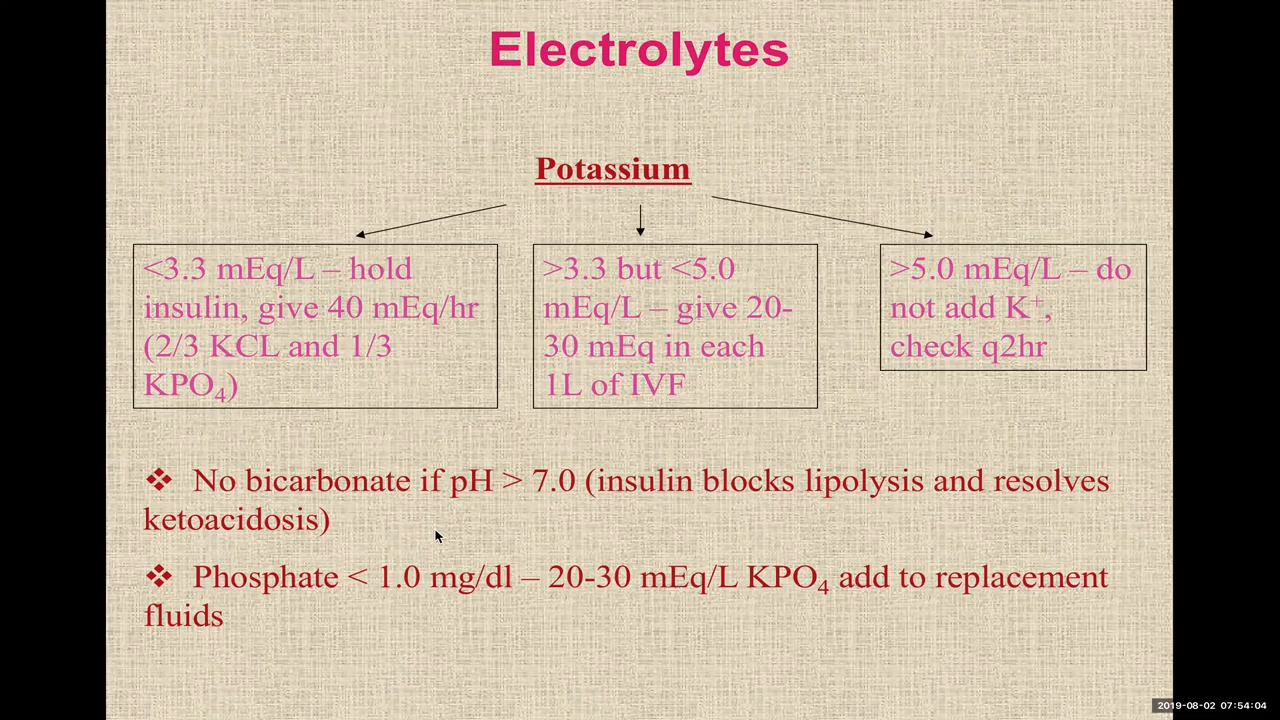 Electrolytes
Potassium
<3.3 mEq/L – hold
insulin, give 40 mEq/hr
(2/3 KCL and 1/3
KPO₄)
>3.3 but <5.0
mEq/L – give 20-
30 mEq in each
1L of IVF
>5.0 mEq/L – do
not add K⁺,
check q2hr
❖ No bicarbonate if pH > 7.0 (insulin blocks lipolysis and resolves
ketoacidosis)
❖ Phosphate < 1.0 mg/dl – 20-30 mEq/L KPO₄ add to replacement
fluids
2019-08-02 07:54:04